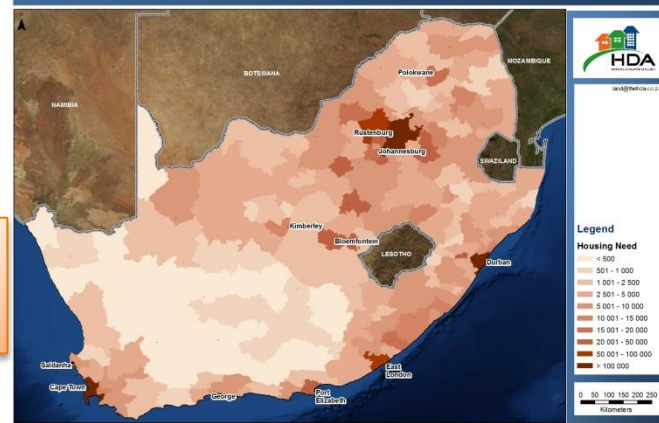 BOTSWANA
MOZAMBIQUE
NAMIBIA
Polokwane
Rustenburg
Johannesburg
SWAZILAND
Kimberley
Bloemfontein
LESOTHO
Durban
Saldanha
Cape Town
George
Port
Elizabeth
East
London
HDA
Legend
Housing Need
< 500
501 - 1 000
1 001 - 2 500
2 501 - 5 000
5 001 - 10 000
10 001 - 15 000
15 001 - 20 000
20 001 - 50 000
50 001 - 100 000
> 100 000
0 50 100 150 200 250
Kilometers